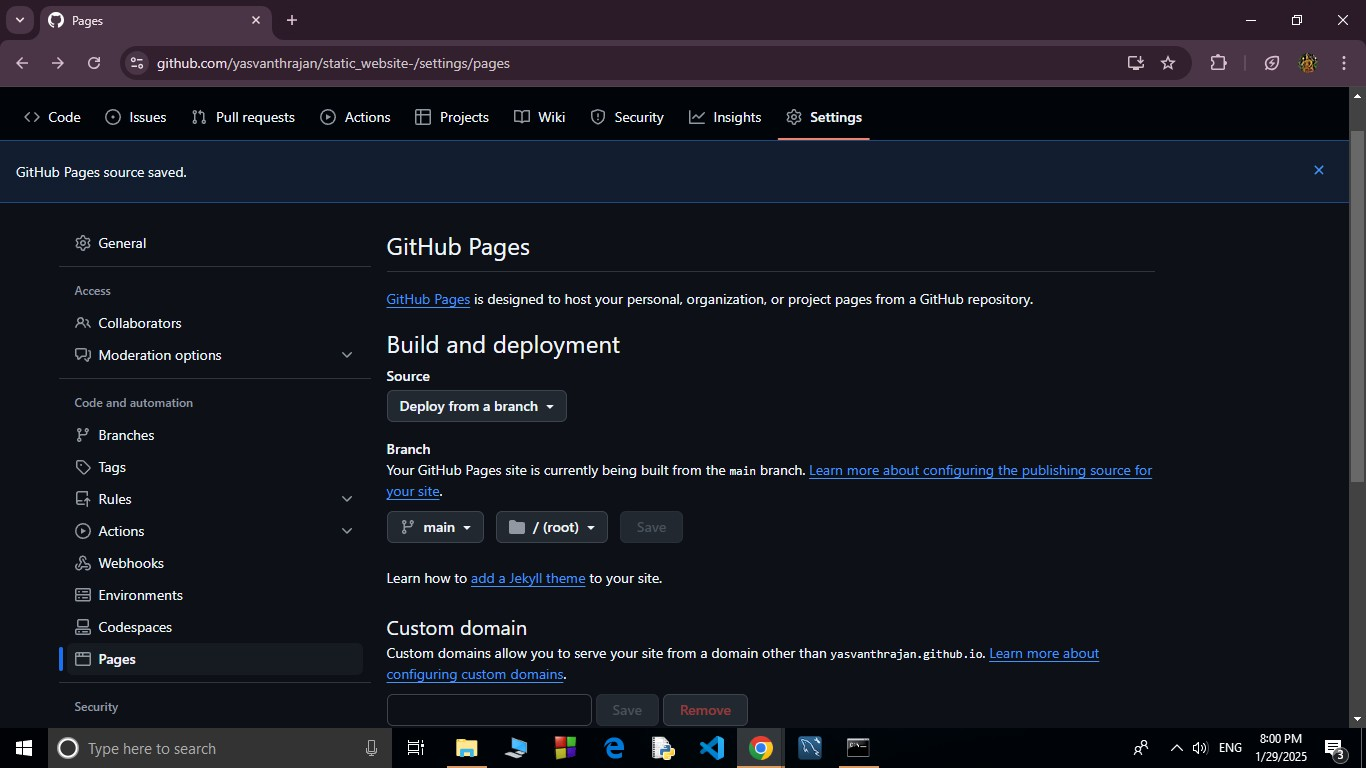 Pages
github.com/yasvanthrajan/static_website-/settings/pages
Code Issues Pull requests Actions Projects Wiki Security Insights Settings
GitHub Pages source saved.
General
Access
Collaborators
Moderation options
Code and automation
Branches
Tags
Rules
Actions
Webhooks
Environments
Codespaces
Pages
Security
GitHub Pages
GitHub Pages is designed to host your personal, organization, or project pages from a GitHub repository.
Build and deployment
Source
Deploy from a branch
Branch
Your GitHub Pages site is currently being built from the main branch. Learn more about configuring the publishing source for
your site.
main / (root) Save
Learn how to add a Jekyll theme to your site.
Custom domain
Custom domains allow you to serve your site from a domain other than yasvanthrajan.github.io. Learn more about
configuring custom domains.
Save Remove
Type here to search
ENG
8:00 PM
1/29/2025
3